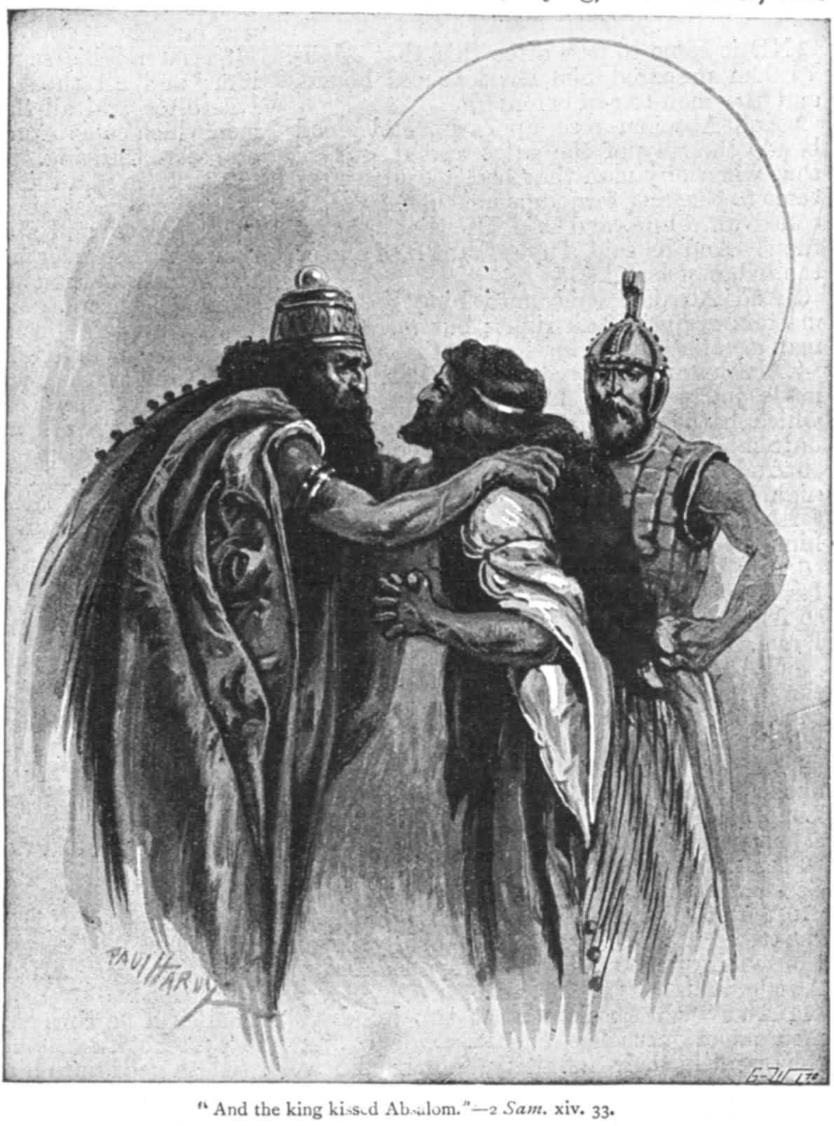 PAUL HARDY
"And the king kissed Absalom."—2 Sam. xiv. 33.